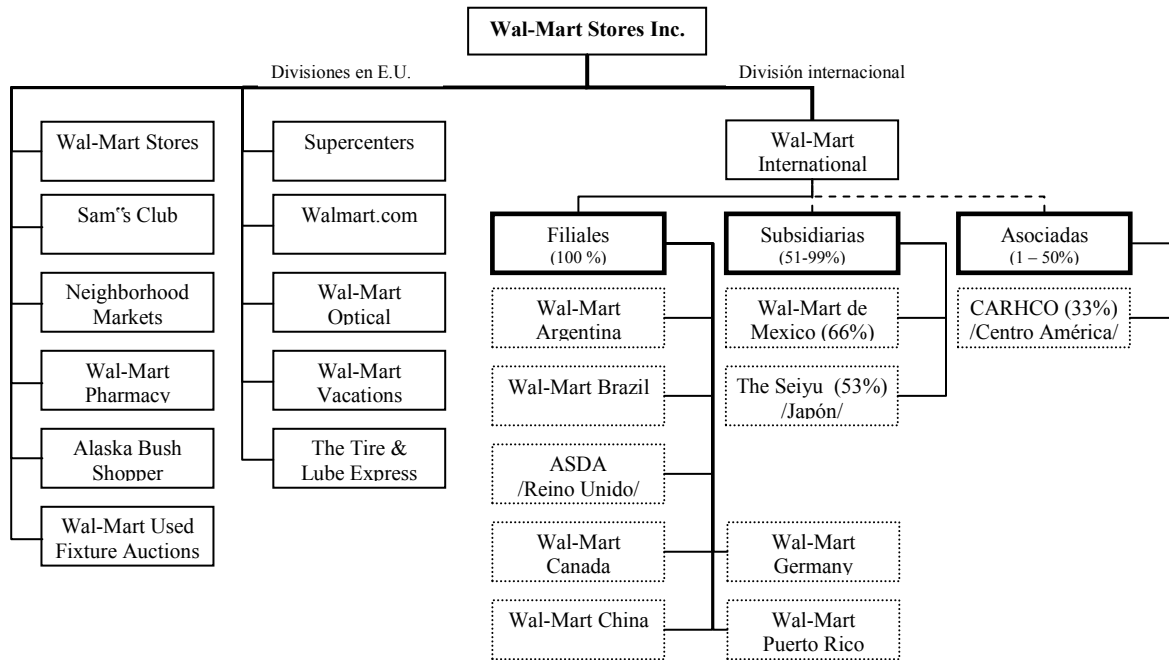 Wal-Mart Stores Inc.
Divisiones en E.U.
División internacional
Wal-Mart Stores
Supercenters
Wal-Mart
International
Sam‟s Club
Walmart.com
Filiales
(100 %)
Subsidiarias
(51-99%)
Asociadas
(1 – 50%)
Neighborhood
Markets
Wal-Mart
Optical
Wal-Mart
Argentina
Wal-Mart de
Mexico (66%)
CARHCO (33%)
/Centro América/
Wal-Mart
Pharmacy
Wal-Mart
Vacations
Wal-Mart Brazil
The Seiyu (53%)
/Japón/
Alaska Bush
Shopper
The Tire &
Lube Express
ASDA
/Reino Unido/
Wal-Mart Used
Fixture Auctions
Wal-Mart
Canada
Wal-Mart
Germany
Wal-Mart China
Wal-Mart
Puerto Rico